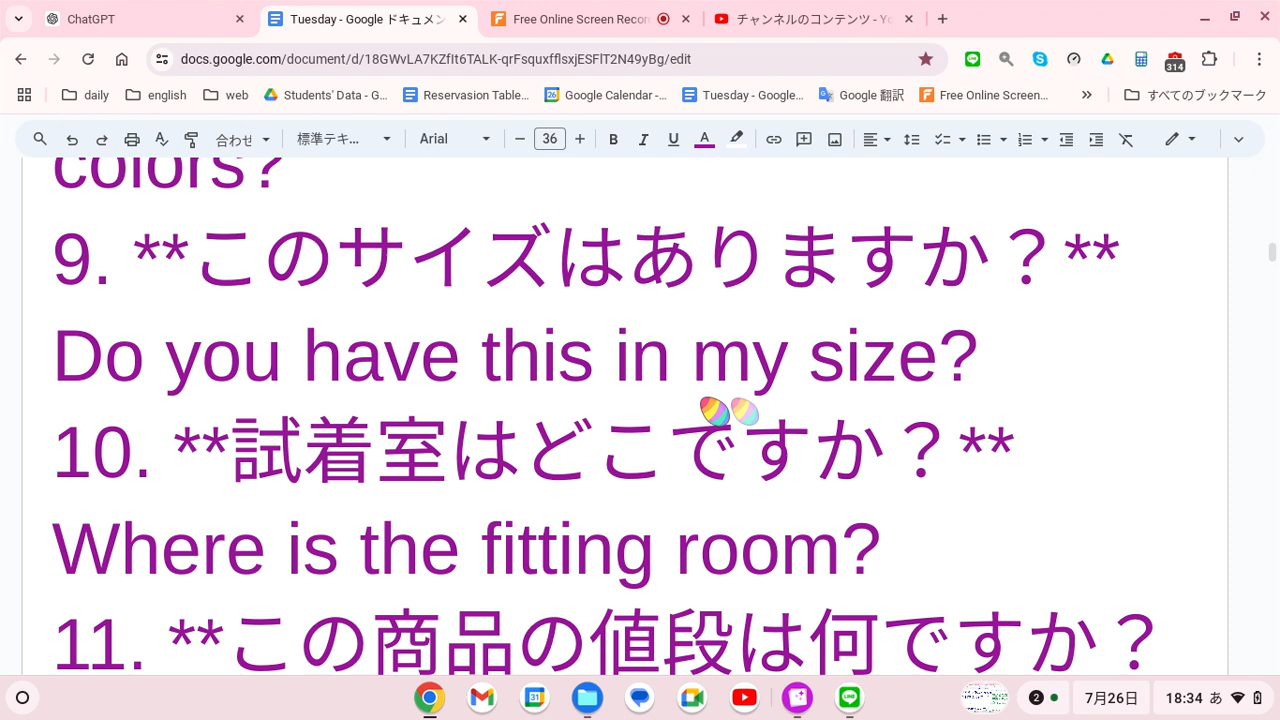 ChatGPT
Tuesday - Google ドキュメン
Free Online Screen Recor
チャンネルのコンテンツ - Yo
docs.google.com/document/d/
/edit
314
daily
english
web
Students' Data - G...
Reservasion Table...
Google Calendar -...
Tuesday - Google...
Google 翻訳
Free Online Screen...
すべてのブックマーク
合わせ
標準テキ...
Arial
36
B
I
U
A
colors?
9. **このサイズはありますか？**
Do you have this in my size?
10. **試着室はどこですか？**
Where is the fitting room?
11. **この商品の値段は何ですか？
2
7月26日
18:34
あ